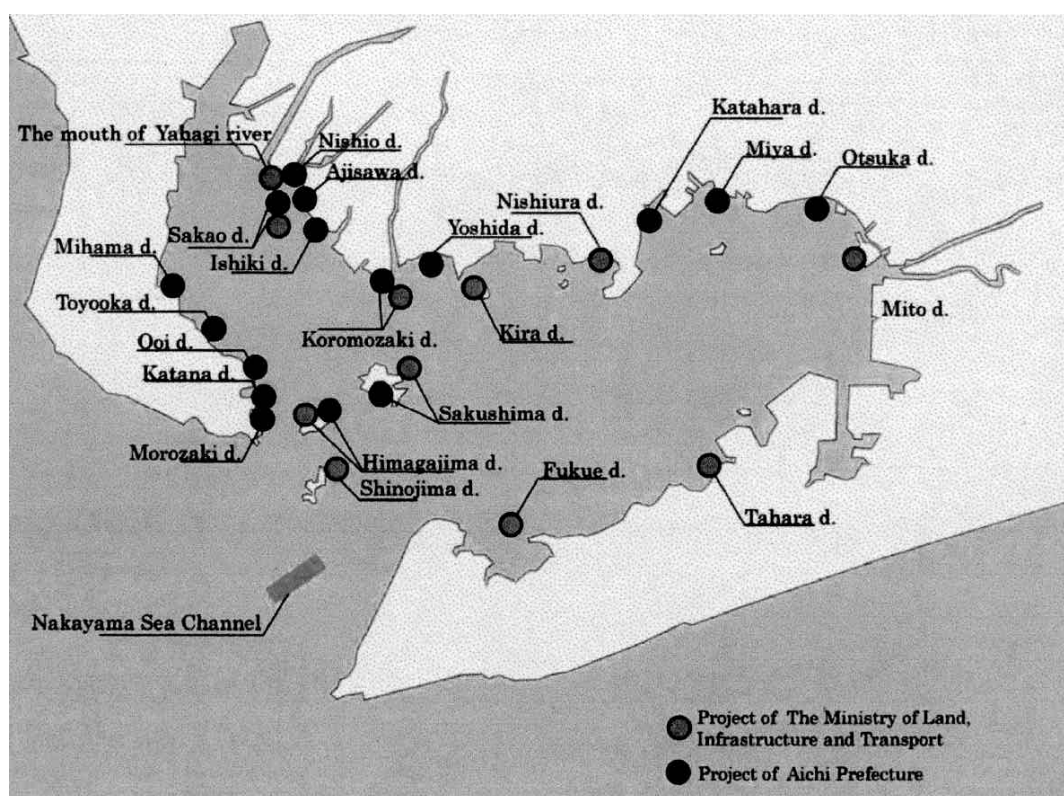 Katahara d.
The mouth of Yahagi river
Nishio d.
Miya d.
Otsuka d.
Ajisawa d.
Nishiura d.
Yoshida d.
Sakao d.
Mihama d.
Ishiki d.
Toyooka d.
Mito d.
Koromozaki d.
Kira d.
Ooi d.
Katana d.
Sakushima d.
Morozaki d.
Himagajima d.
Fukue d.
Shinojima d.
Tahara d.
Nakayama Sea Channel
Project of The Ministry of Land,
Infrastructure and Transport
Project of Aichi Prefecture